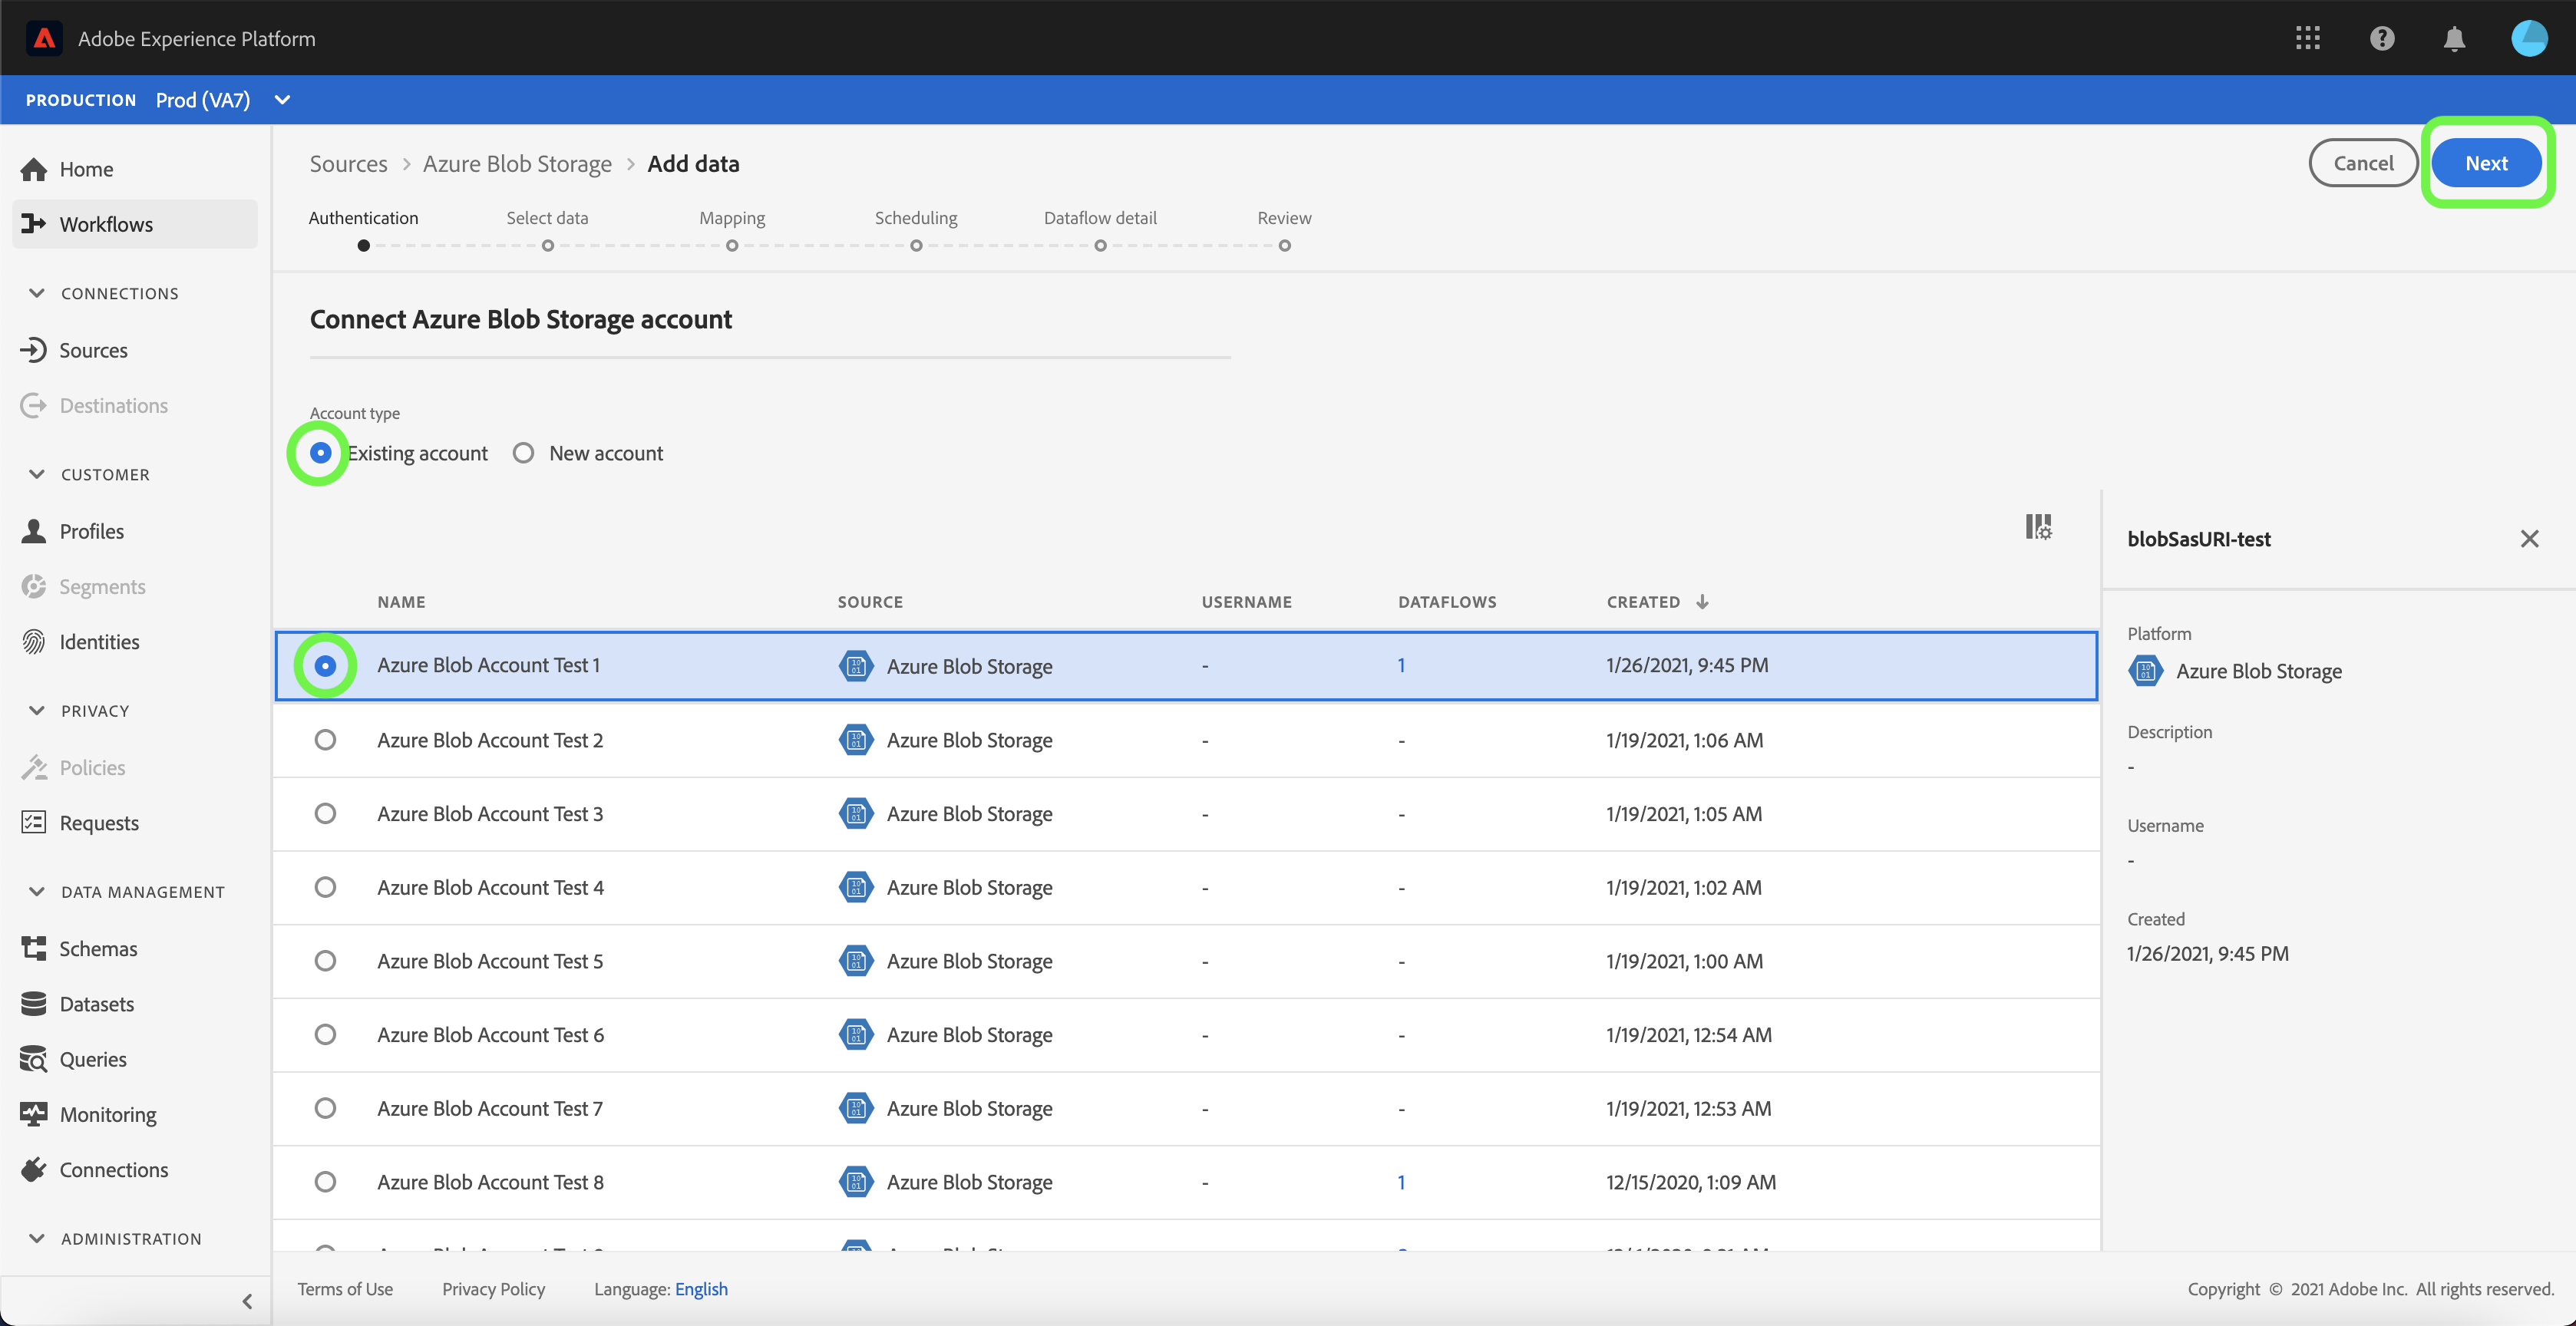 Adobe Experience Platform
PRODUCTION Prod (VA7)
Home
Workflows
CONNECTIONS
Sources
Destinations
CUSTOMER
Profiles
Segments
Identities
PRIVACY
Policies
Requests
DATA MANAGEMENT
Schemas
Datasets
Queries
Monitoring
Connections
ADMINISTRATION
Sources > Azure Blob Storage > Add data
Cancel Next
Authentication Select data Mapping Scheduling Dataflow detail Review
Connect Azure Blob Storage account
Account type
Existing account New account
NAME SOURCE USERNAME DATAFLOWS CREATED
Azure Blob Account Test 1 Azure Blob Storage - 1 1/26/2021, 9:45 PM
Azure Blob Account Test 2 Azure Blob Storage - - 1/19/2021, 1:06 AM
Azure Blob Account Test 3 Azure Blob Storage - - 1/19/2021, 1:05 AM
Azure Blob Account Test 4 Azure Blob Storage - - 1/19/2021, 1:02 AM
Azure Blob Account Test 5 Azure Blob Storage - - 1/19/2021, 1:00 AM
Azure Blob Account Test 6 Azure Blob Storage - - 1/19/2021, 12:54 AM
Azure Blob Account Test 7 Azure Blob Storage - - 1/19/2021, 12:53 AM
Azure Blob Account Test 8 Azure Blob Storage - 1 12/15/2020, 1:09 AM
blobSasURI-test
Platform
Azure Blob Storage
Description
-
Username
-
Created
1/26/2021, 9:45 PM
Terms of Use Privacy Policy Language: English
Copyright © 2021 Adobe Inc. All rights reserved.